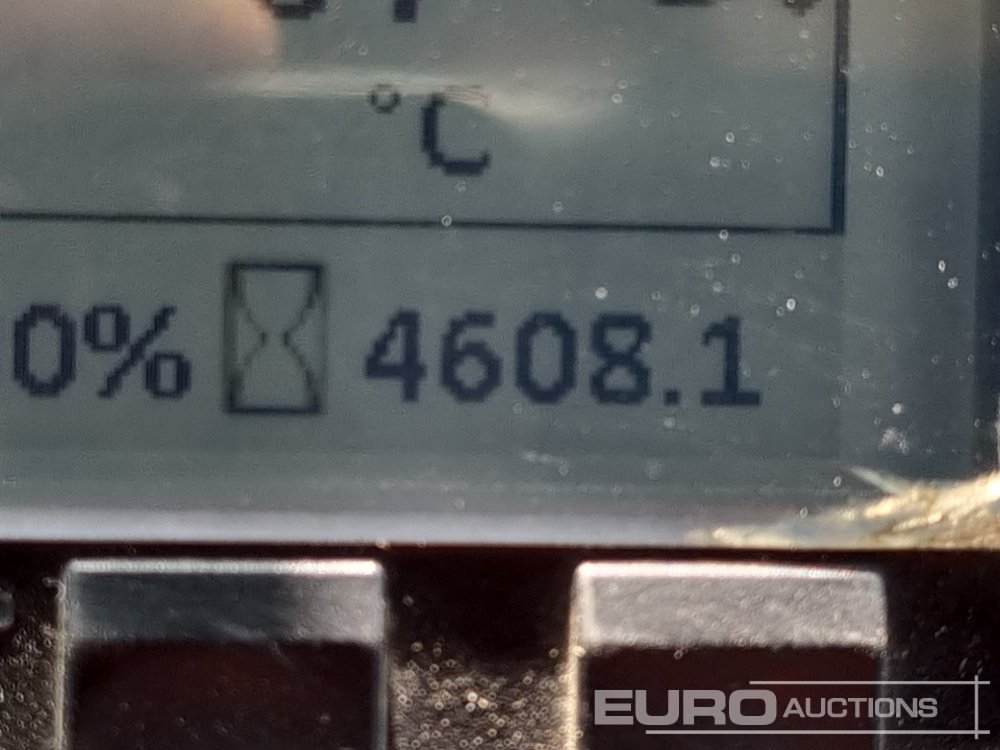 °C
0% 4608.1
EURO AUCTIONS